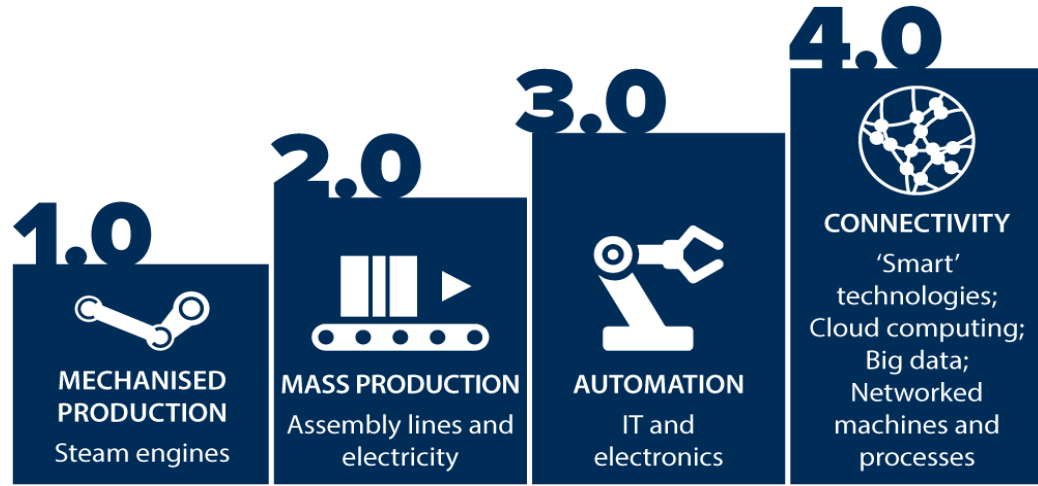 1.0
MECHANISED
PRODUCTION
Steam engines
2.0
MASS PRODUCTION
Assembly lines and
electricity
3.0
AUTOMATION
IT and
electronics
4.0
CONNECTIVITY
‘Smart’
technologies;
Cloud computing;
Big data;
Networked
machines and
processes